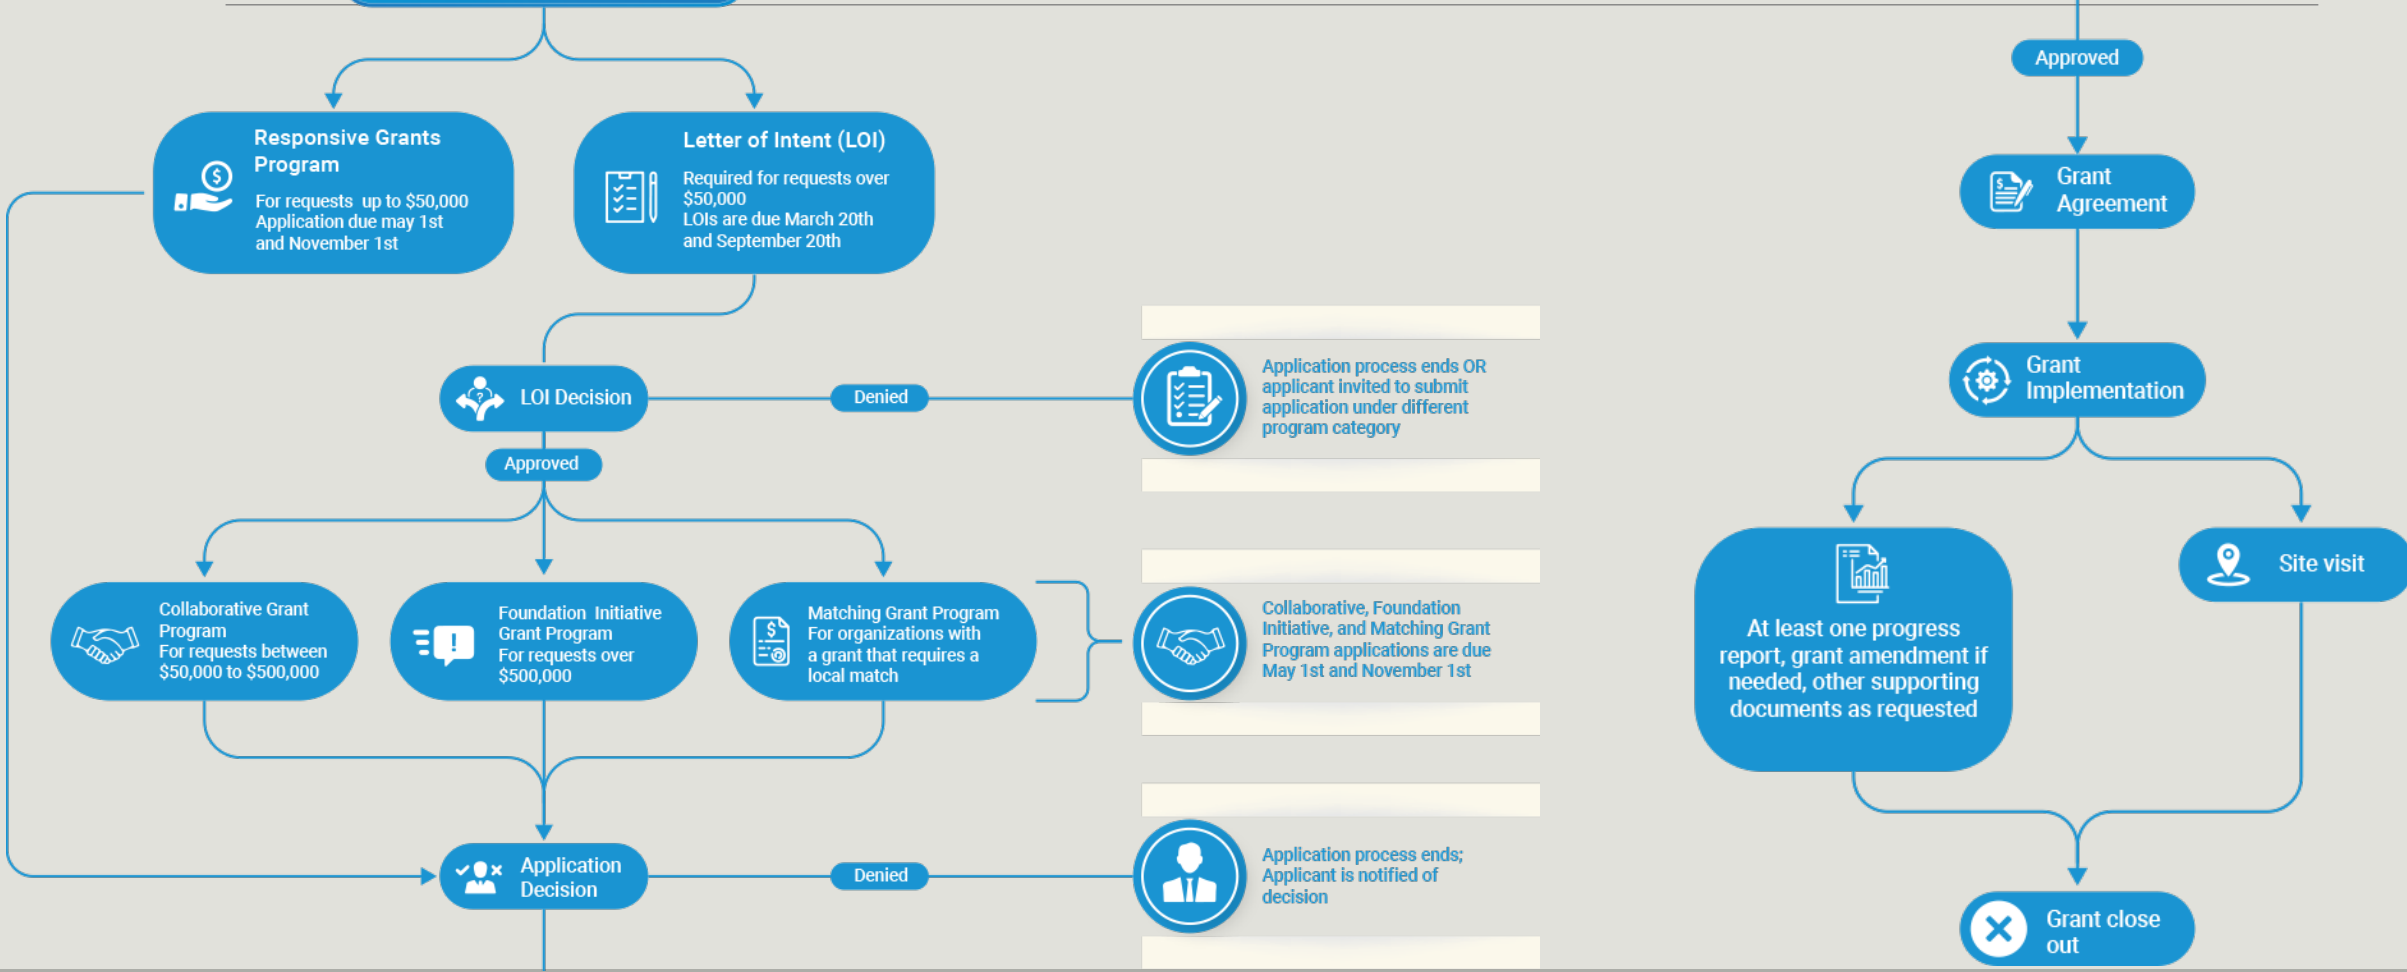 Responsive Grants
Program
For requests up to $50,000
Application due may 1st
and November 1st
Letter of Intent (LOI)
Required for requests over
$50,000
LOIs are due March 20th
and September 20th
LOI Decision
Denied
Application process ends OR
applicant invited to submit
application under different
program category
Approved
Collaborative Grant
Program
For requests between
$50,000 to $500,000
Foundation Initiative
Grant Program
For requests over
$500,000
Matching Grant Program
For organizations with
a grant that requires a
local match
Collaborative, Foundation
Initiative, and Matching Grant
Program applications are due
May 1st and November 1st
Application
Decision
Denied
Application process ends;
Applicant is notified of
decision
Approved
Grant
Agreement
Grant
Implementation
At least one progress
report, grant amendment if
needed, other supporting
documents as requested
Site visit
Grant close
out